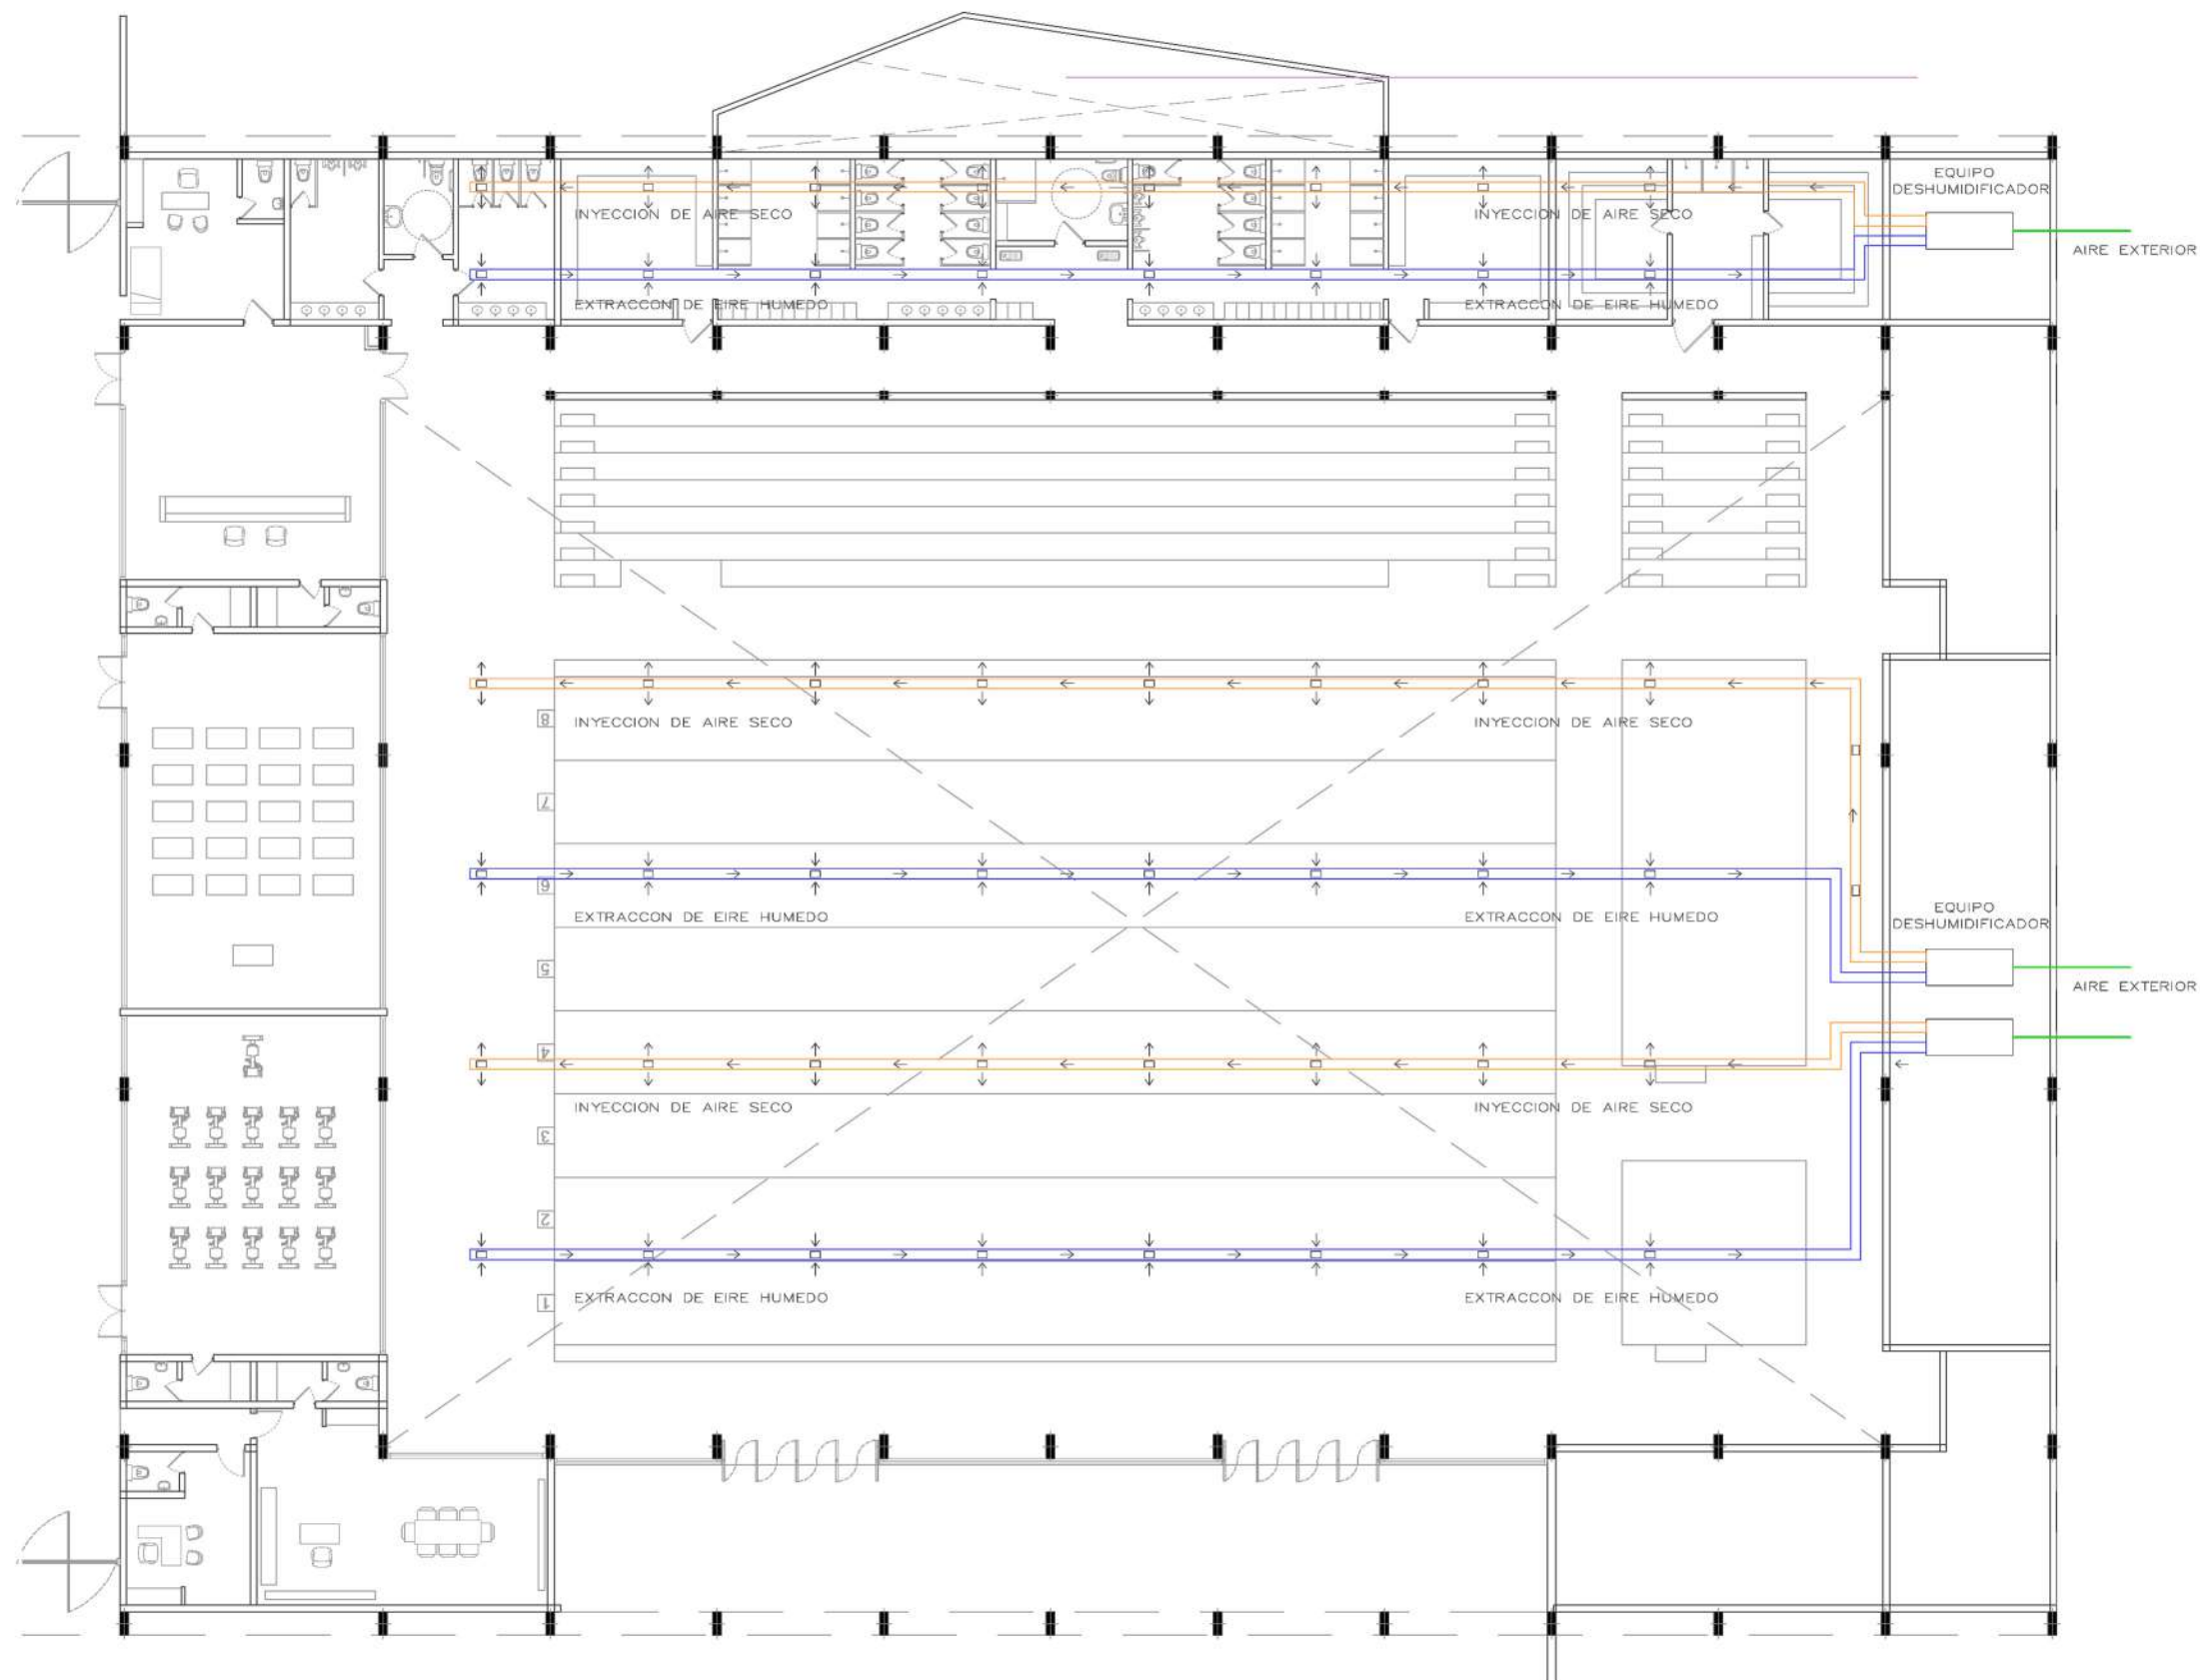 EQUIPO
DESHUMIDIFICADOR
INYECCION DE AIRE SECO
INYECCION DE AIRE SECO
AIRE EXTERIOR
EXTRACCON DE EIRE HUMEDO
EXTRACCON DE EIRE HUMEDO
8
INYECCION DE AIRE SECO
INYECCION DE AIRE SECO
7
6
EXTRACCON DE EIRE HUMEDO
EXTRACCON DE EIRE HUMEDO
EQUIPO
DESHUMIDIFICADOR
5
AIRE EXTERIOR
4
INYECCION DE AIRE SECO
INYECCION DE AIRE SECO
3
2
EXTRACCON DE EIRE HUMEDO
EXTRACCON DE EIRE HUMEDO
1